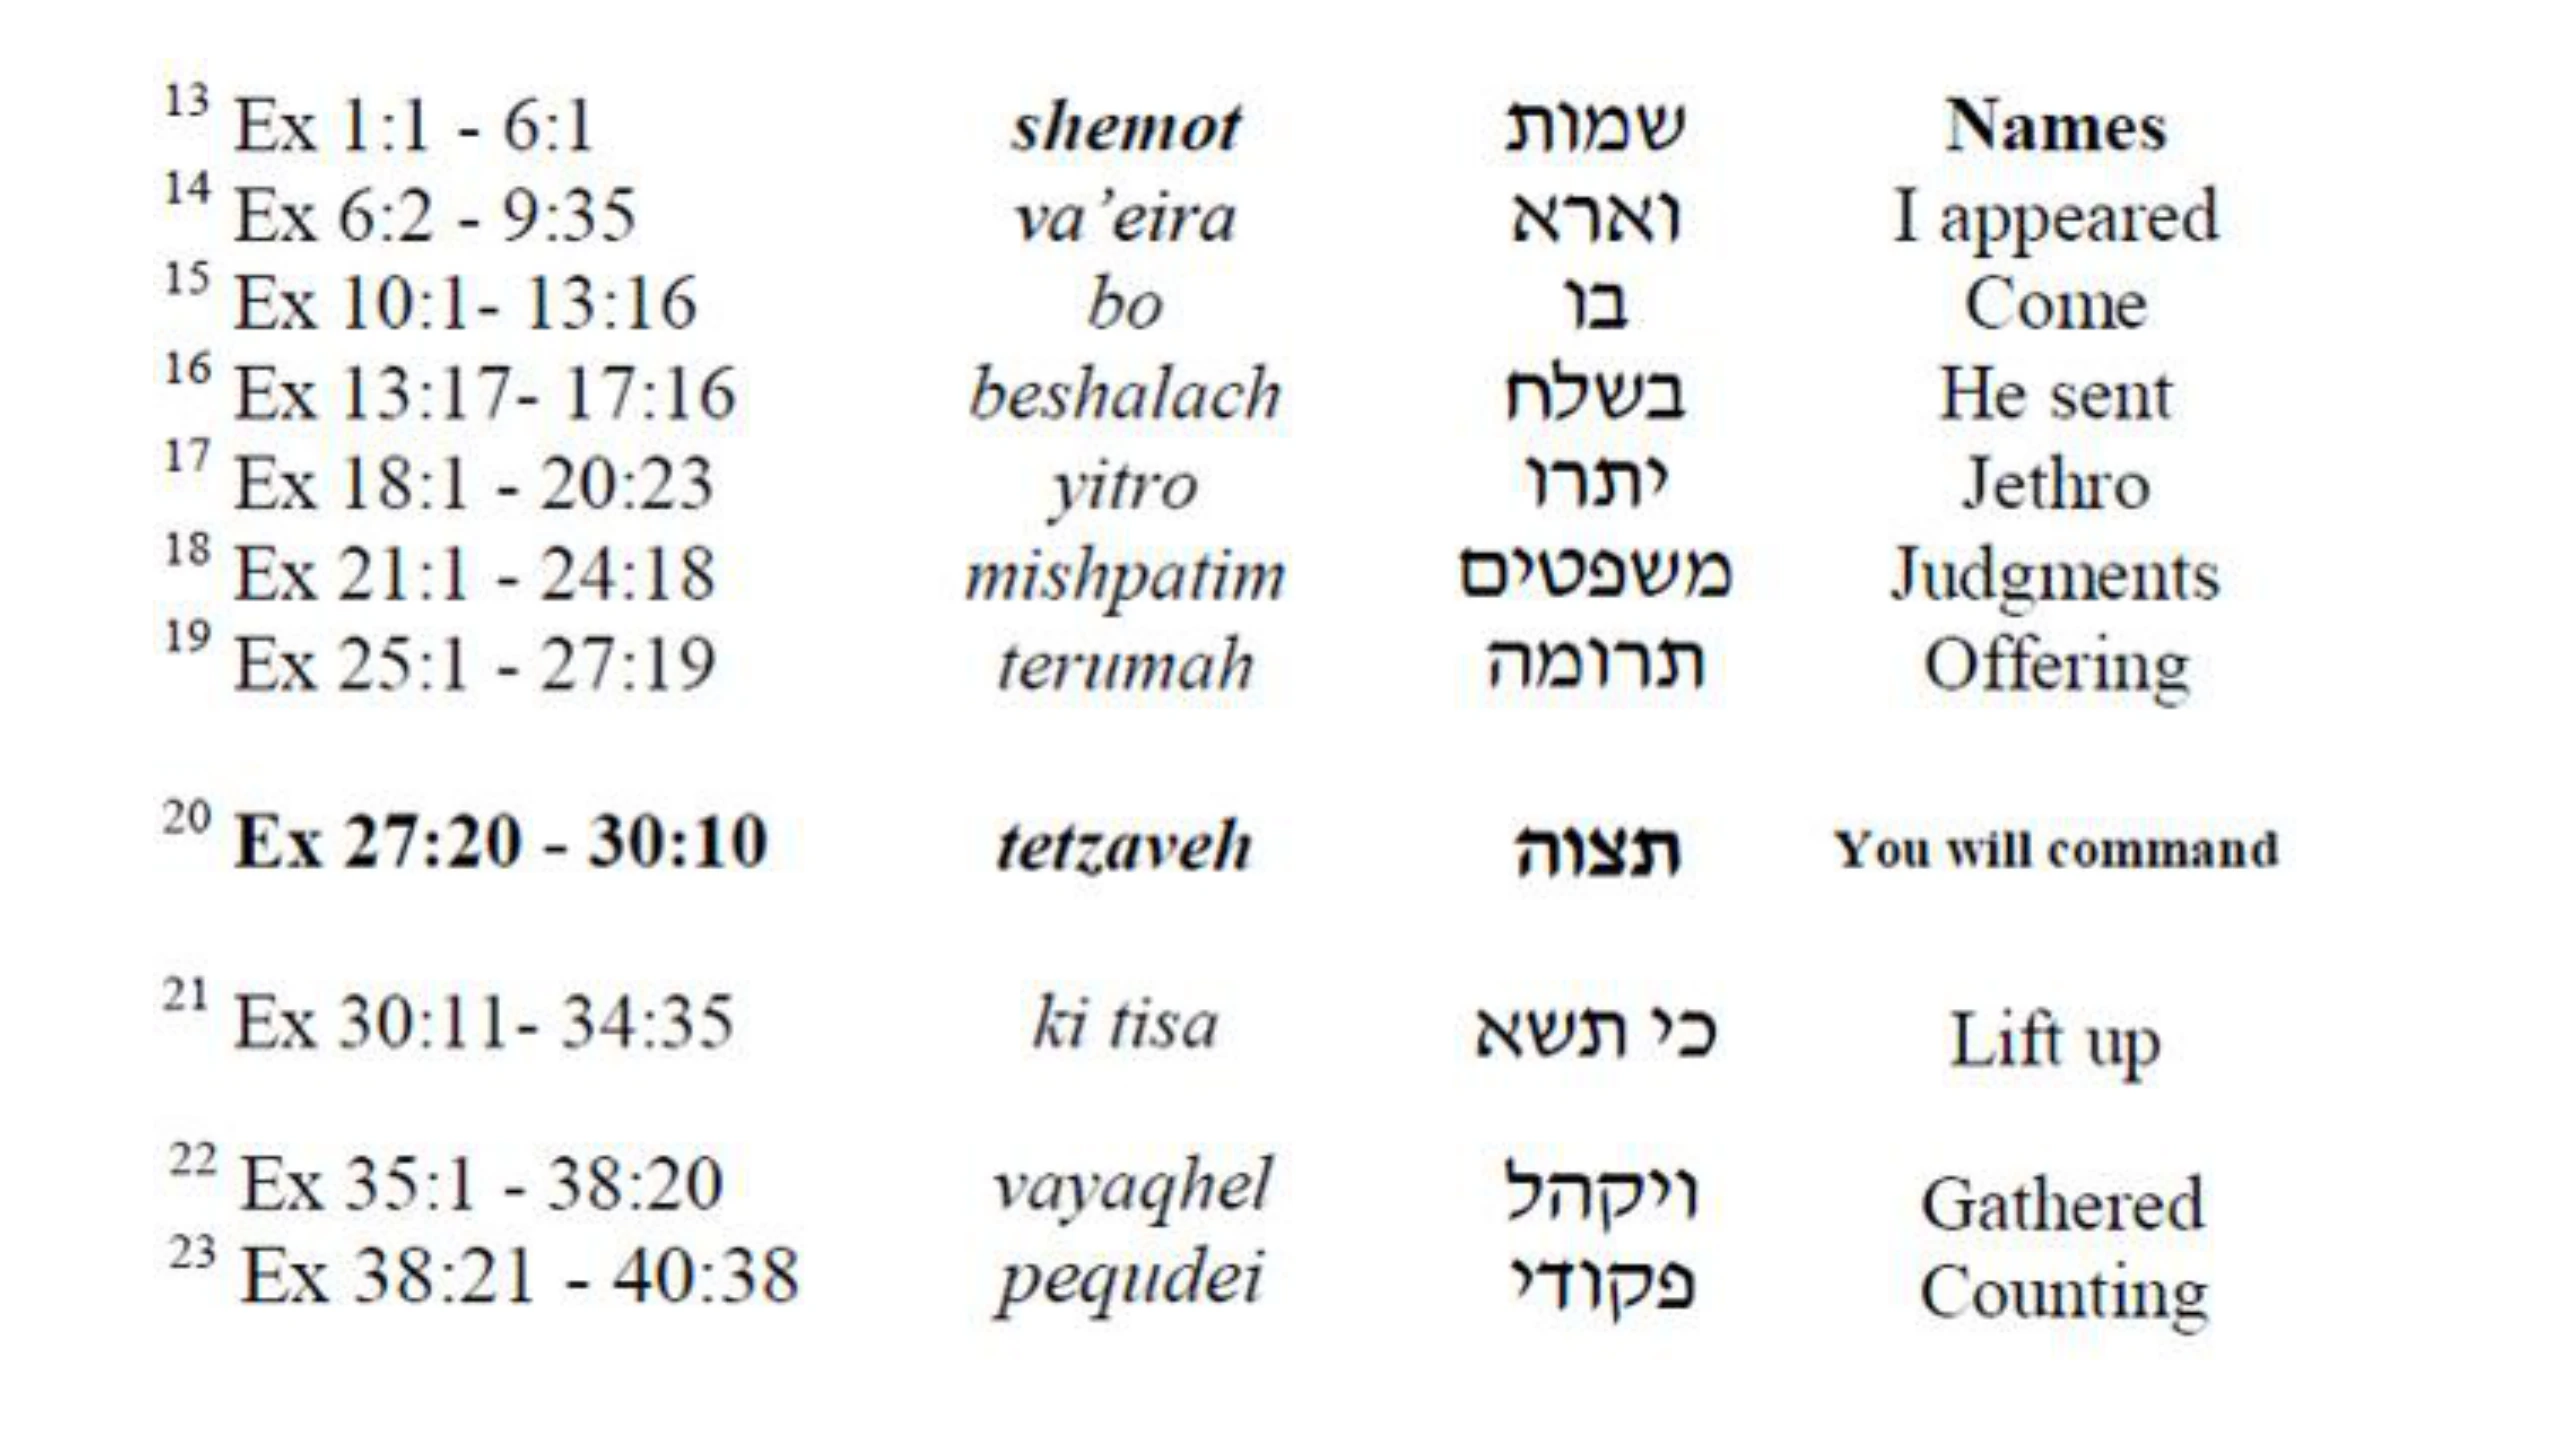 13 Ex 1:1 - 6:1 shemot שמות Names
14 Ex 6:2 - 9:35 va’eira וארא I appeared
15 Ex 10:1- 13:16 bo בו Come
16 Ex 13:17- 17:16 beshalach בשלח He sent
17 Ex 18:1 - 20:23 yitro יתרו Jethro
18 Ex 21:1 - 24:18 mishpatim משפטים Judgments
19 Ex 25:1 - 27:19 terumah תרומה Offering
20 Ex 27:20 - 30:10 tetzaveh תצוה You will command
21 Ex 30:11- 34:35 ki tisa כי תשא Lift up
22 Ex 35:1 - 38:20 vayaqhel ויקהל Gathered
23 Ex 38:21 - 40:38 pequdei פקודי Counting